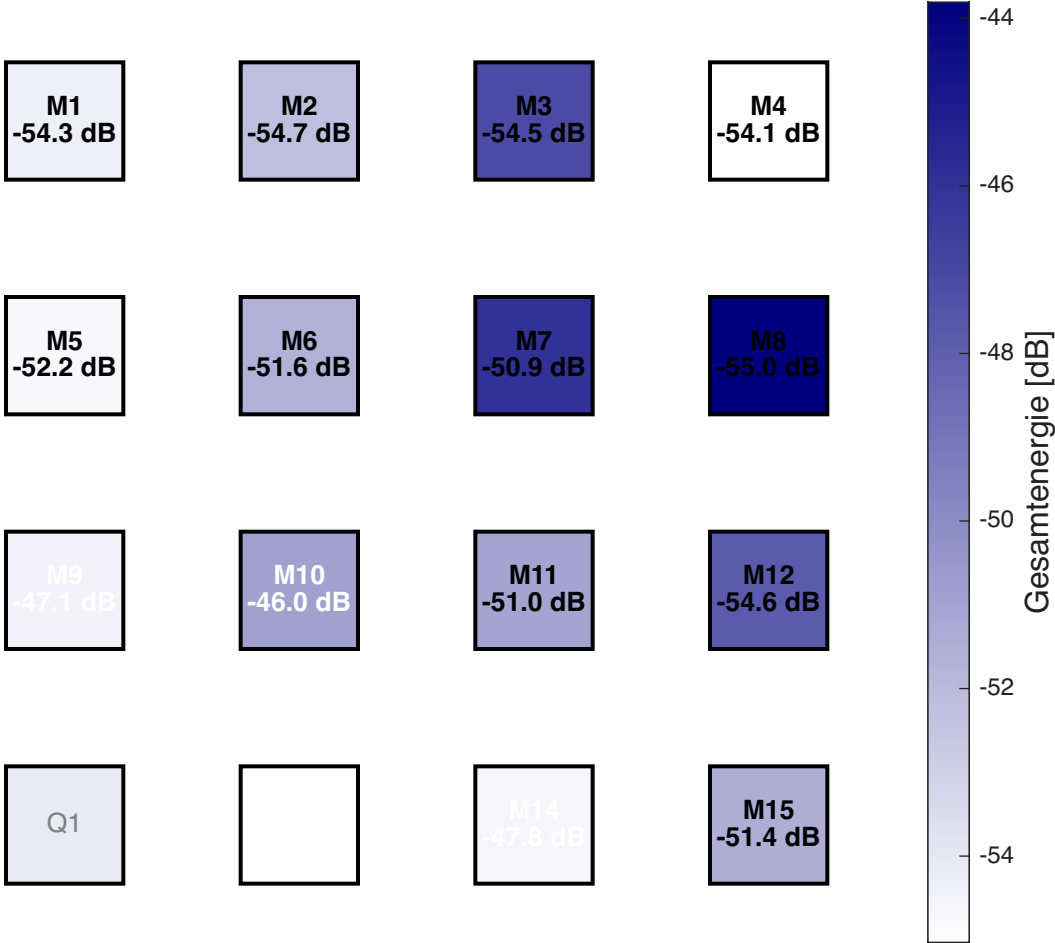 M1
-54.3 dB
M2
-54.7 dB
M3
-54.5 dB
M4
-54.1 dB
M5
-52.2 dB
M6
-51.6 dB
M7
-50.9 dB
M8
-55.0 dB
M9
-47.1 dB
M10
-46.0 dB
M11
-51.0 dB
M12
-54.6 dB
Q1
M14
-47.8 dB
M15
-51.4 dB
-44
-46
-48
-50
-52
-54
Gesamtenergie [dB]